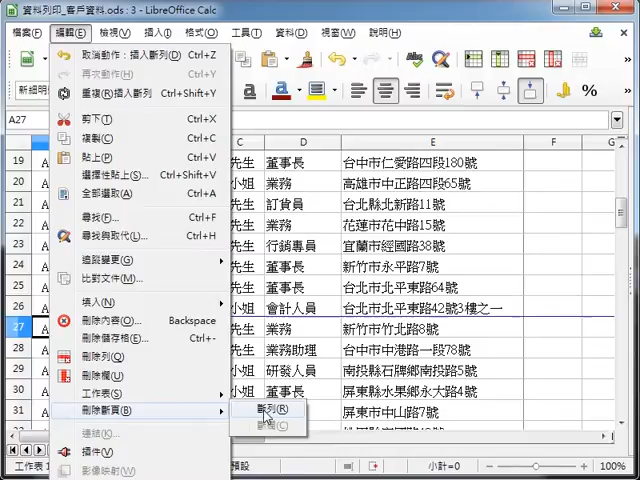 資料列印_客戶資料.ods : 3 - LibreOffice Calc
檔案(F) 編輯(E) 檢視(V) 插入(I) 格式(O) 工具(T) 資料(D) 視窗(W) 說明(H)
取消動作：插入斷列(D) Ctrl+Z
再次動作(H) Ctrl+Y
重複(R)插入斷列 Ctrl+Shift+Y
剪下(T) Ctrl+X
複製(C) Ctrl+C
貼上(P) Ctrl+V
選擇性貼上(S)... Ctrl+Shift+V
全部選取(A) Ctrl+A
尋找(F)... Ctrl+F
尋找與取代(L)... Ctrl+H
追蹤變更(G)
比對文件(M)...
填入(N)
刪除內容(O)... Backspace
刪除儲存格(E)... Ctrl+-
刪除列(Q)
刪除欄(U)
工作表(S)
刪除斷頁(B)
連結(K)...
插件(V)
影像映射(W)
斷列(R)
新細明
A27
C D E F G
19 A 先生 董事長 台中市仁愛路四段180號
20 A 小姐 業務 高雄市中正路四段65號
21 A 先生 訂貨員 台北縣北新路11號
22 A 先生 業務 花蓮市花中路15號
23 A 先生 行銷專員 宜蘭市經國路38號
24 A 先生 董事長 新竹市永平路7號
25 A 小姐 董事長 台北市北平東路64號
26 A 小姐 會計人員 台北市北平東路42號3樓之一
27 A 先生 業務 新竹市竹北路8號
28 A 先生 業務助理 台中市中港路一段78號
29 A 先生 研發人員 南投縣石牌鄉南投路5號
30 A 小姐 董事長 屏東縣水果鄉永大路4號
31 A 屏東市中山路7號
工作表 1
預設
小計=0
100%